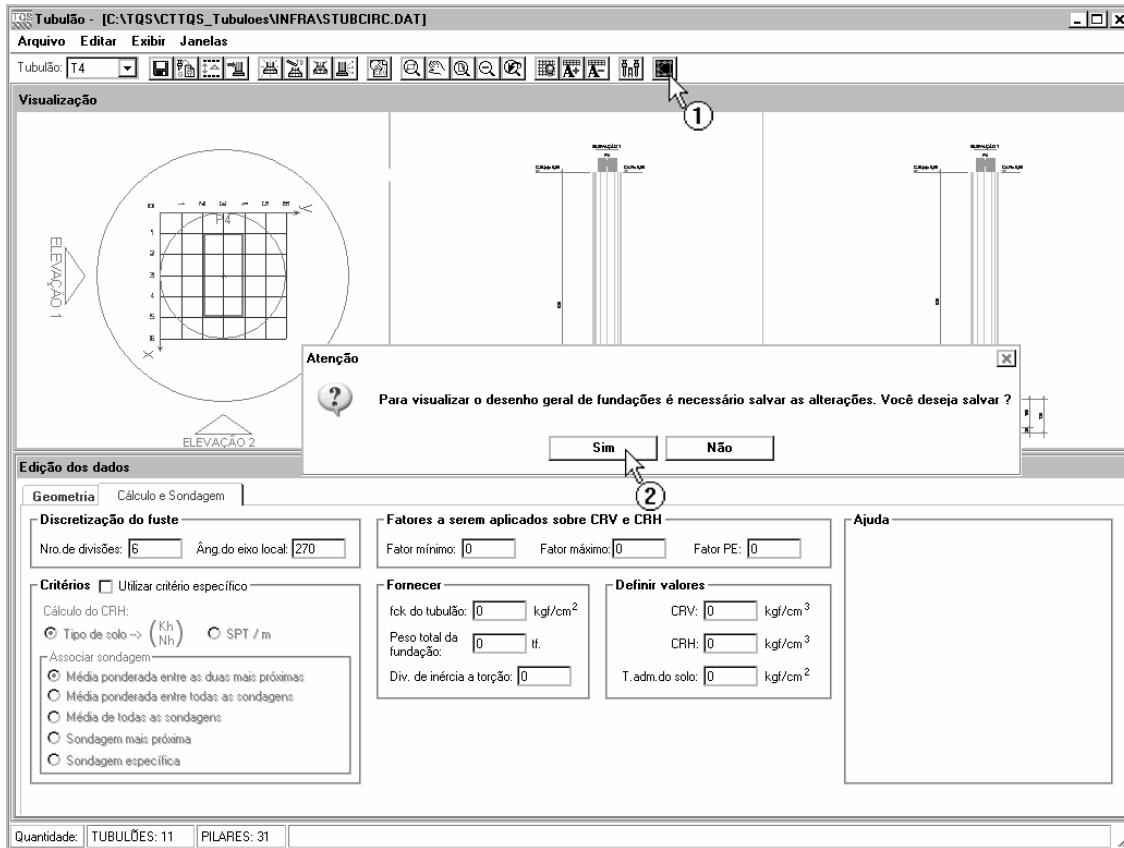 Tubulão - [C:\TQS\CTTQS_Tubuloes\INFRA\STUBCIRC.DAT]
Arquivo Editar Exibir Janelas
Tubulão: T4
1
Visualização
P4
Y
X
ELEVAÇÃO 1
ELEVAÇÃO 2
ELEVAÇÃO 1
Atenção
Para visualizar o desenho geral de fundações é necessário salvar as alterações. Você deseja salvar ?
Sim Não
2
Edição dos dados
Geometria Cálculo e Sondagem
Discretização do fuste
Nro.de divisões: 6 Âng.do eixo local: 270
Critérios Utilizar critério específico
Cálculo do CRH:
Tipo de solo --> (Kh Nh) SPT / m
Associar sondagem
Média ponderada entre as duas mais próximas
Média ponderada entre todas as sondagens
Média de todas as sondagens
Sondagem mais próxima
Sondagem específica
Fatores a serem aplicados sobre CRV e CRH
Fator mínimo: 0 Fator máximo: 0 Fator PE: 0
Fornecer
fck do tubulão: 0 kgf/cm2
Peso total da fundação: 0 tf.
Div. de inércia a torção: 0
Definir valores
CRV: 0 kgf/cm3
CRH: 0 kgf/cm3
T.adm.do solo: 0 kgf/cm2
Ajuda
Quantidade: TUBULÕES: 11 PILARES: 31